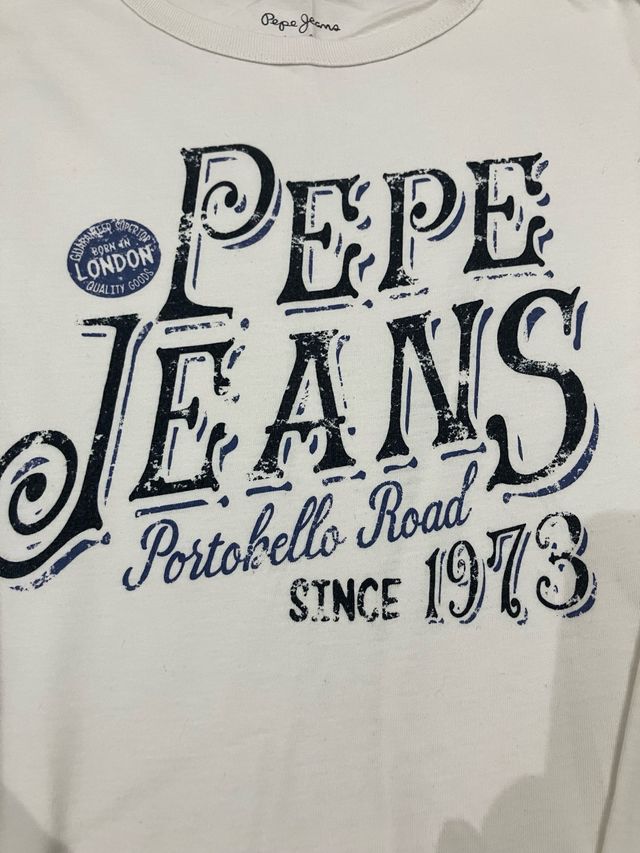 Pepe Jeans
PEPE
GUARANTEED SUPERIOR
BORN IN
LONDON
QUALITY GOODS
JEANS
Portobello Road
SINCE 1973